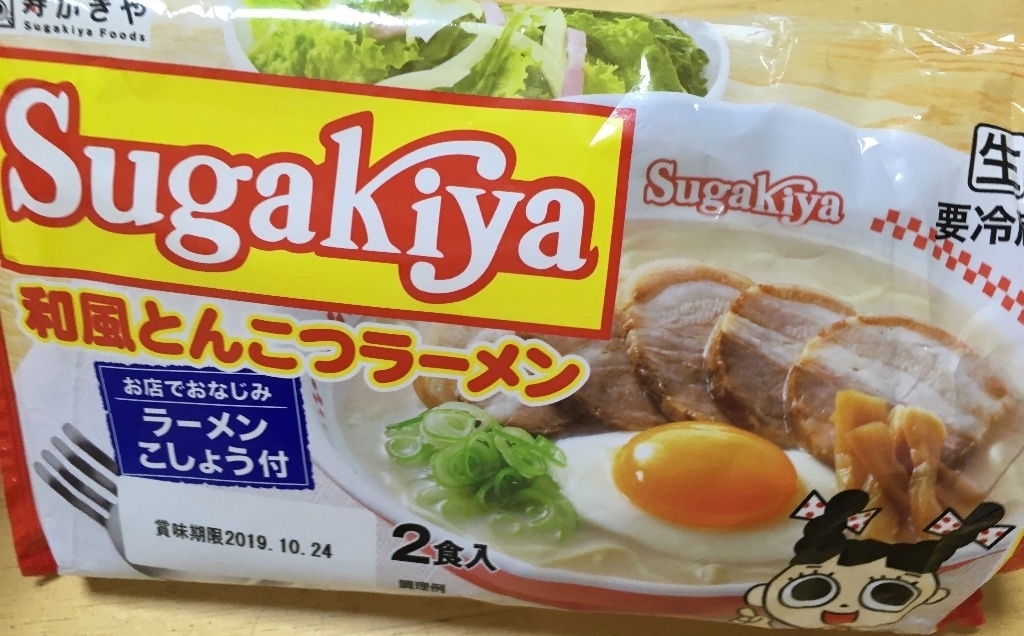 寿がきや
Sugakiya Foods
Sugakiya
Sugakiya
生
要冷
和風とんこつラーメン
お店でおなじみ
ラーメン
こしょう付
賞味期限2019.10.24
2食入
調理例